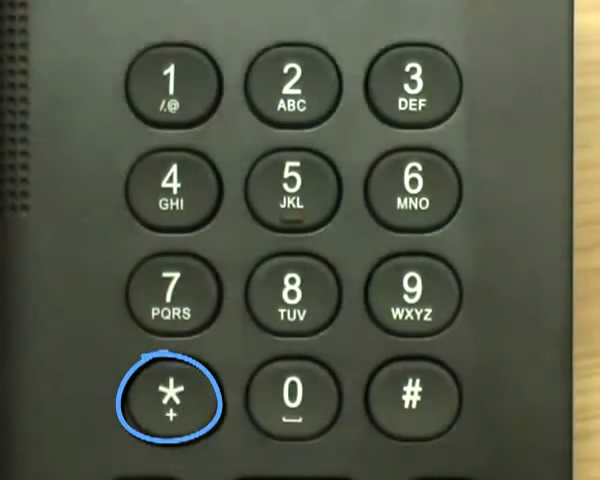 1 2 3
/.@ ABC DEF
4 5 6
GHI JKL MNO
7 8 9
PQRS TUV WXYZ
* 0 #
+ ⎵